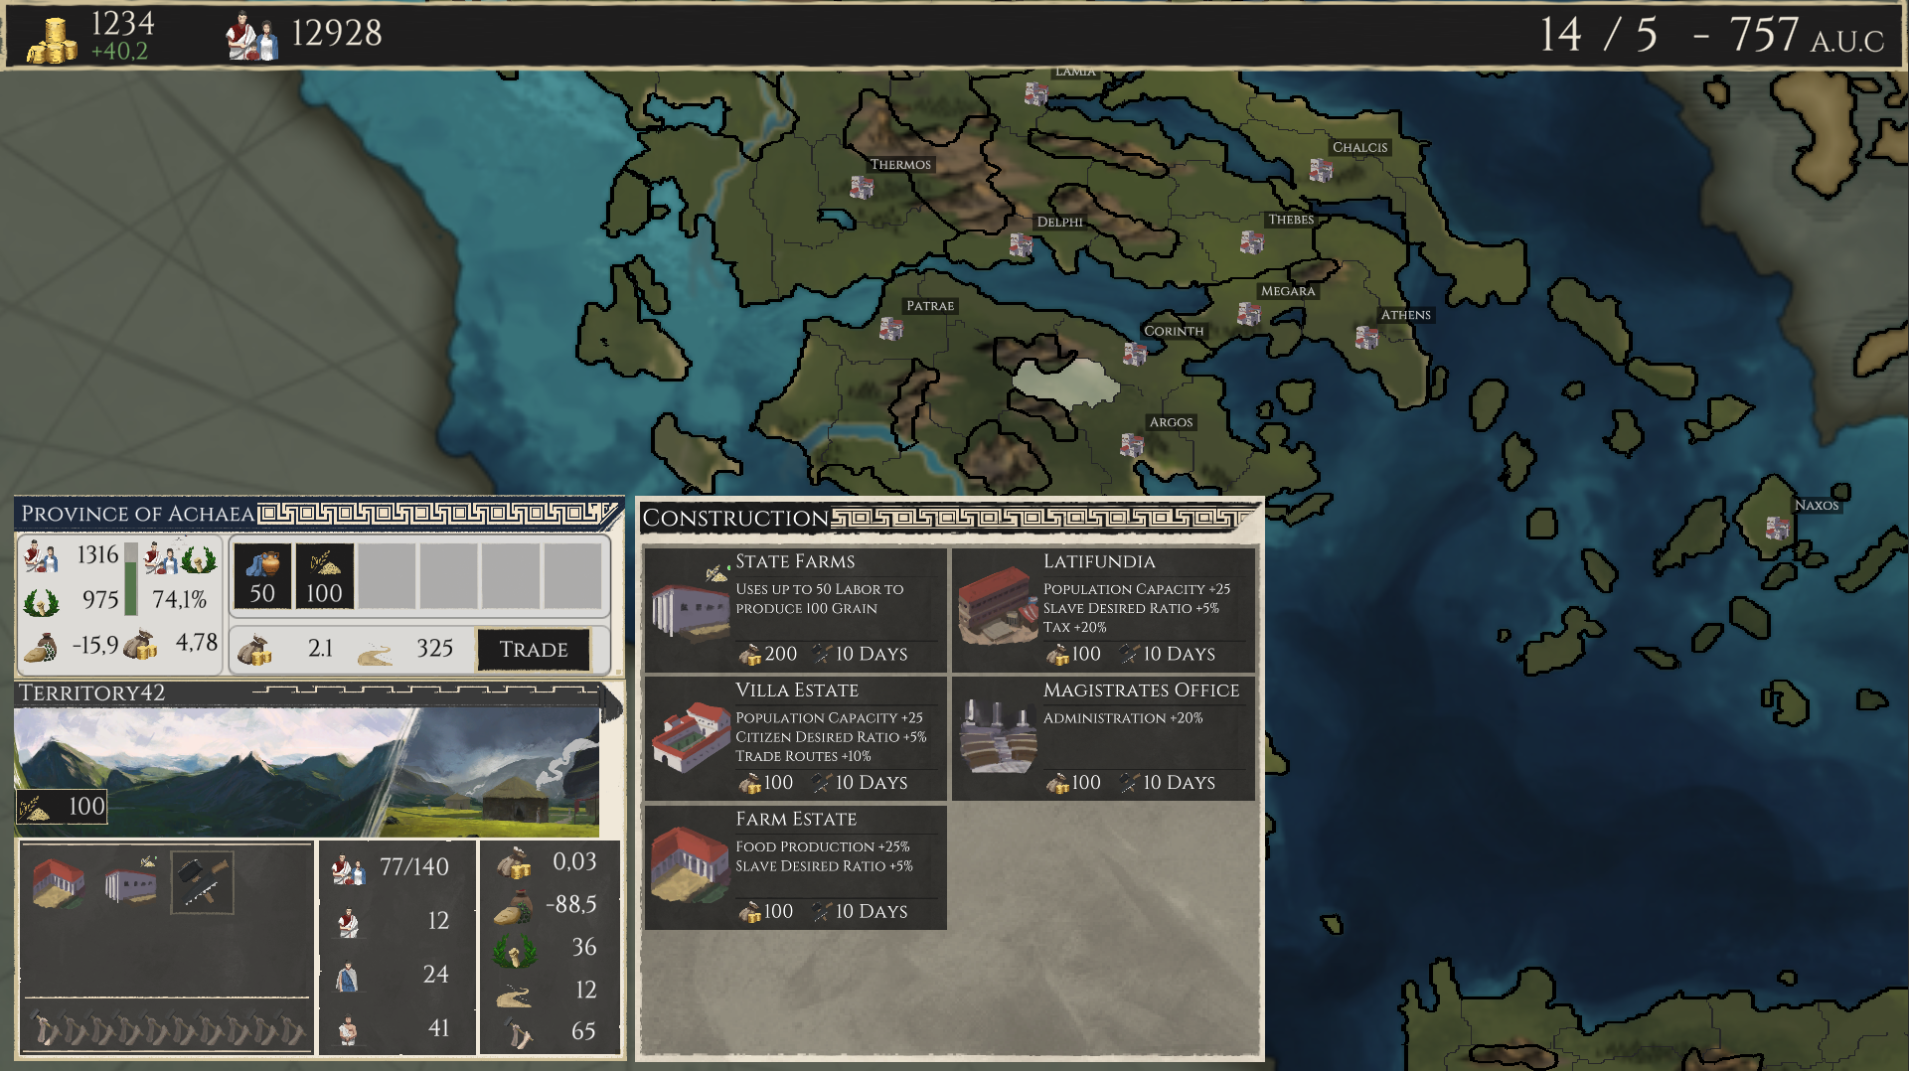 1234
+40,2
12928
14 / 5 - 757 A.U.C
LAMIA
CHALCIS
THERMOS
DELPHI
THEBES
MEGARA
PATRAE
ATHENS
CORINTH
ARGOS
NAXOS
PROVINCE OF ACHAEA
1316
975
74,1%
-15,9
4,78
50
100
2.1
325
TRADE
TERRITORY42
100
77/140
12
24
41
0,03
-88,5
36
12
65
CONSTRUCTION
STATE FARMS
USES UP TO 50 LABOR TO
PRODUCE 100 GRAIN
200
10 DAYS
LATIFUNDIA
POPULATION CAPACITY +25
SLAVE DESIRED RATIO +5%
TAX +20%
100
10 DAYS
VILLA ESTATE
POPULATION CAPACITY +25
CITIZEN DESIRED RATIO +5%
TRADE ROUTES +10%
100
10 DAYS
MAGISTRATES OFFICE
ADMINISTRATION +20%
100
10 DAYS
FARM ESTATE
FOOD PRODUCTION +25%
SLAVE DESIRED RATIO +5%
100
10 DAYS